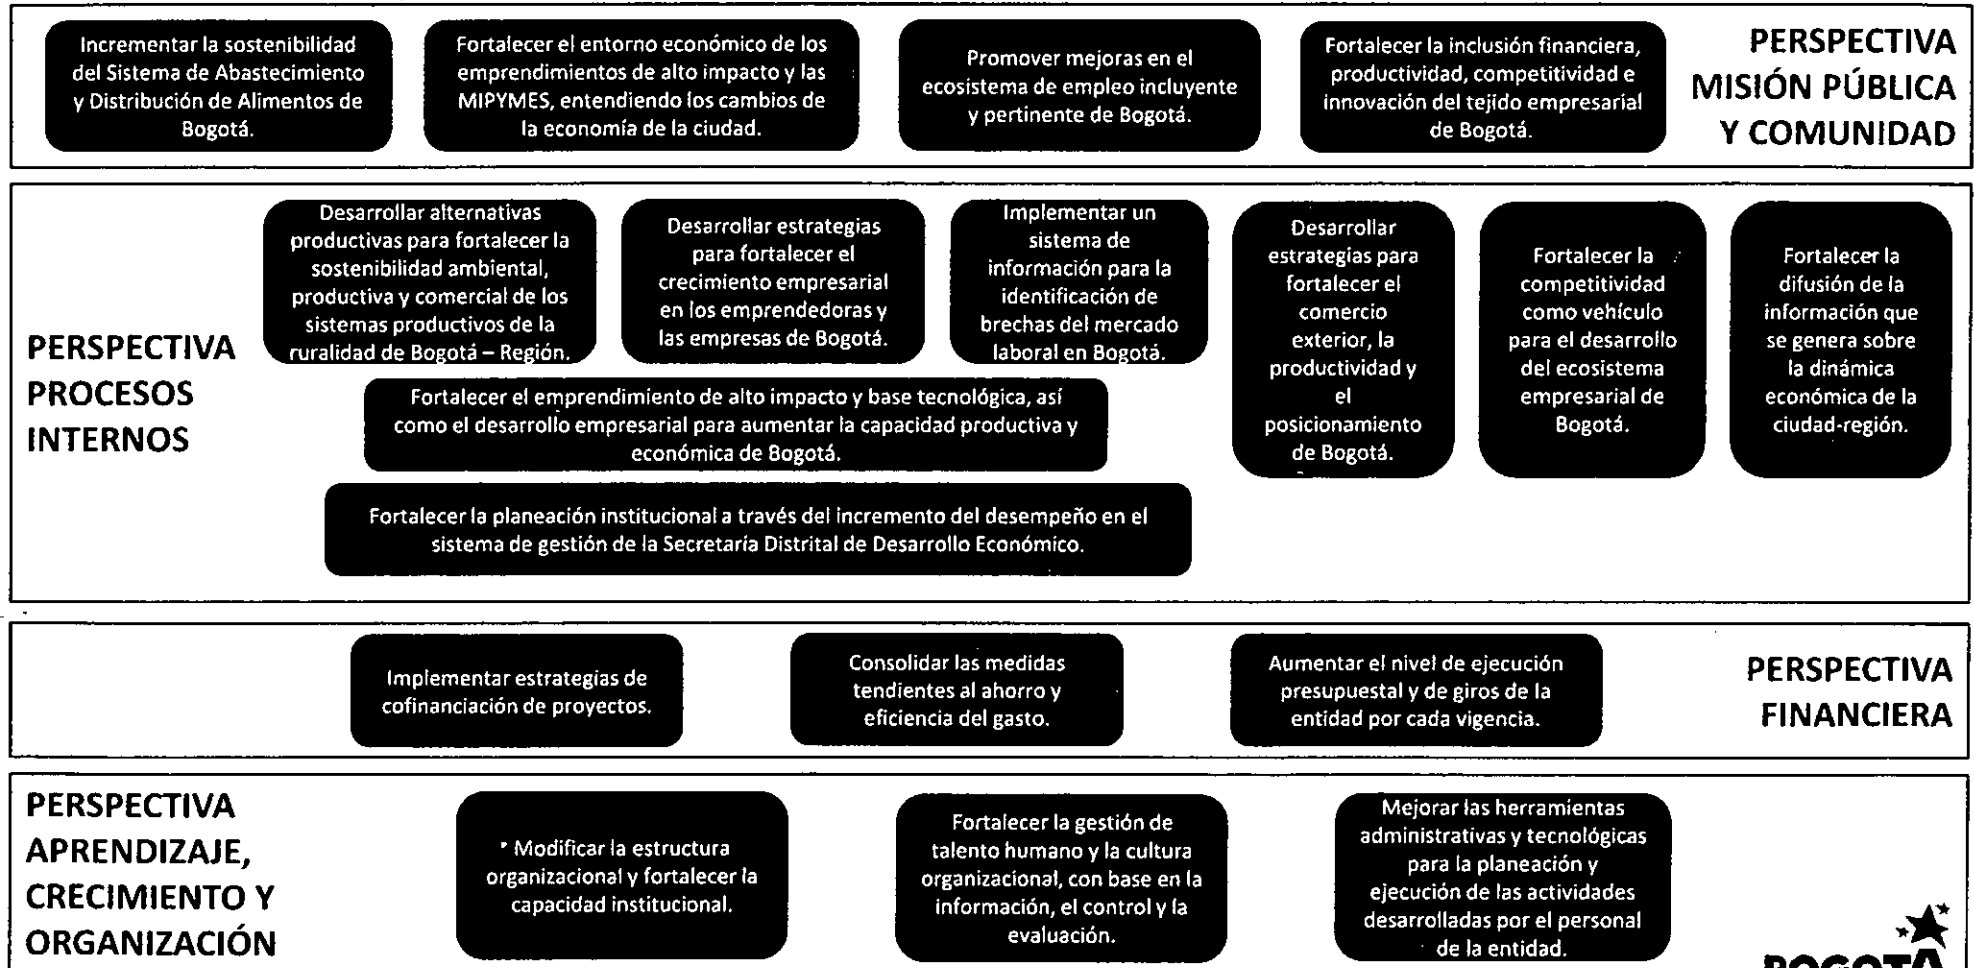 Incrementar la sostenibilidad
del Sistema de Abastecimiento
y Distribución de Alimentos de
Bogotá.
Fortalecer el entorno económico de los
emprendimientos de alto impacto y las
MIPYMES, entendiendo los cambios de
la economía de la ciudad.
Promover mejoras en el
ecosistema de empleo incluyente
y pertinente de Bogotá.
Fortalecer la inclusión financiera,
productividad, competitividad e
innovación del tejido empresarial
de Bogotá.
PERSPECTIVA
MISIÓN PÚBLICA
Y COMUNIDAD
PERSPECTIVA
PROCESOS
INTERNOS
Desarrollar alternativas
productivas para fortalecer la
sostenibilidad ambiental,
productiva y comercial de los
sistemas productivos de la
ruralidad de Bogotá – Región.
Desarrollar estrategias
para fortalecer el
crecimiento empresarial
en los emprendedoras y
las empresas de Bogotá.
Implementar un
sistema de
información para la
identificación de
brechas del mercado
laboral en Bogotá.
Desarrollar
estrategias para
fortalecer el
comercio
exterior, la
productividad y
el
posicionamiento
de Bogotá.
Fortalecer la
competitividad
como vehículo
para el desarrollo
del ecosistema
empresarial de
Bogotá.
Fortalecer la
difusión de la
información que
se genera sobre
la dinámica
económica de la
ciudad-región.
Fortalecer el emprendimiento de alto impacto y base tecnológica, así
como el desarrollo empresarial para aumentar la capacidad productiva y
económica de Bogotá.
Fortalecer la planeación institucional a través del incremento del desempeño en el
sistema de gestión de la Secretaría Distrital de Desarrollo Económico.
Implementar estrategias de
cofinanciación de proyectos.
Consolidar las medidas
tendientes al ahorro y
eficiencia del gasto.
Aumentar el nivel de ejecución
presupuestal y de giros de la
entidad por cada vigencia.
PERSPECTIVA
FINANCIERA
PERSPECTIVA
APRENDIZAJE,
CRECIMIENTO Y
ORGANIZACIÓN
Modificar la estructura
organizacional y fortalecer la
capacidad institucional.
Fortalecer la gestión de
talento humano y la cultura
organizacional, con base en la
información, el control y la
evaluación.
Mejorar las herramientas
administrativas y tecnológicas
para la planeación y
ejecución de las actividades
desarrolladas por el personal
de la entidad.
BOGOTÁ